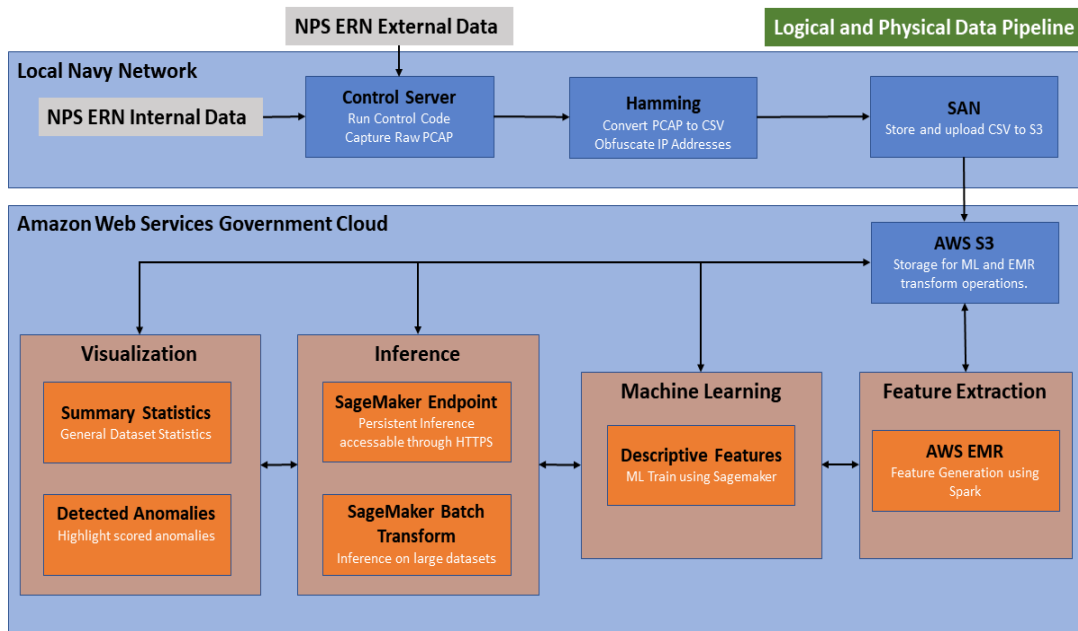 NPS ERN External Data
Logical and Physical Data Pipeline
Local Navy Network
NPS ERN Internal Data
Control Server
Run Control Code
Capture Raw PCAP
Hamming
Convert PCAP to CSV
Obfuscate IP Addresses
SAN
Store and upload CSV to S3
Amazon Web Services Government Cloud
AWS S3
Storage for ML and EMR
transform operations.
Visualization
Summary Statistics
General Dataset Statistics
Detected Anomalies
Highlight scored anomalies
Inference
SageMaker Endpoint
Persistent Inference
accessable through HTTPS
SageMaker Batch
Transform
Inference on large datasets
Machine Learning
Descriptive Features
ML Train using Sagemaker
Feature Extraction
AWS EMR
Feature Generation using
Spark